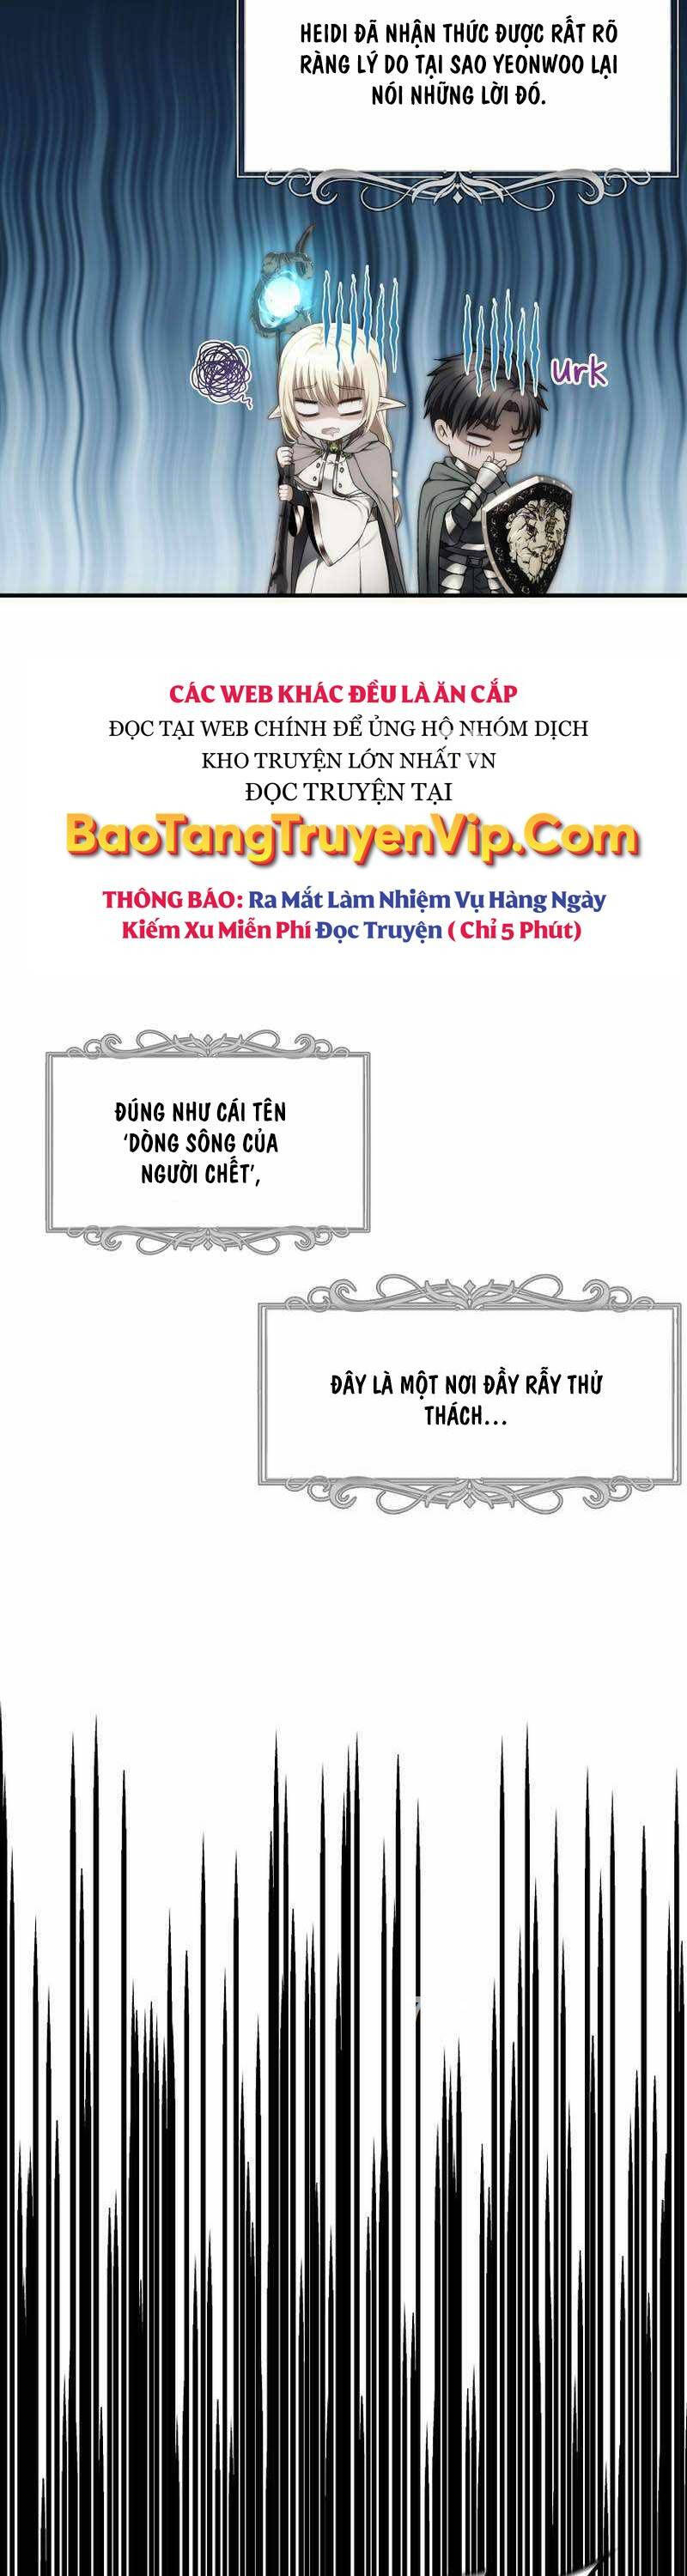 HEIDI ĐÃ NHẬN THỨC ĐƯỢC RẤT RÕ
RÀNG LÝ DO TẠI SAO YEONWOO LẠI
NÓI NHỮNG LỜI ĐÓ.
Urk
CÁC WEB KHÁC ĐỀU LÀ ĂN CẮP
ĐỌC TẠI WEB CHÍNH ĐỂ ỦNG HỘ NHÓM DỊCH
KHO TRUYỆN LỚN NHẤT VN
ĐỌC TRUYỆN TẠI
BaoTangTruyenVip.Com
THÔNG BÁO: Ra Mắt Làm Nhiệm Vụ Hàng Ngày
Kiếm Xu Miễn Phí Đọc Truyện ( Chỉ 5 Phút)
ĐÚNG NHƯ CÁI TÊN
'DÒNG SÔNG CỦA
NGƯỜI CHẾT',
ĐÂY LÀ MỘT NƠI ĐẦY RẪY THỬ
THÁCH...